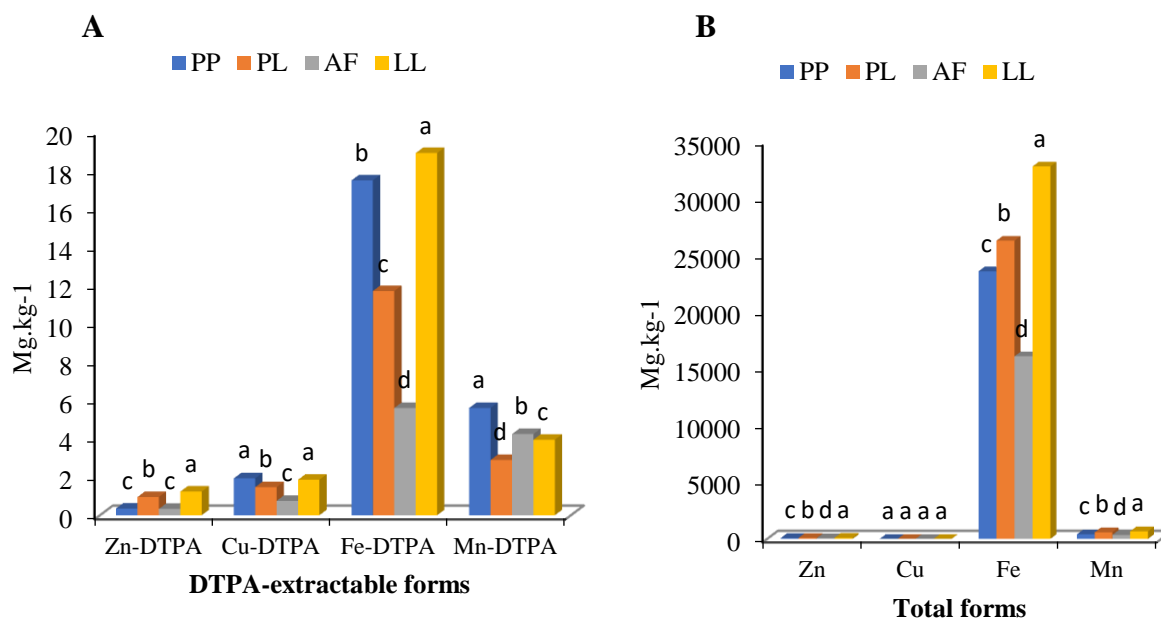 A
PP PL AF LL
20
18
16
14
12
10
8
6
4
2
0
Mg.kg-1
c b c a
a b c a
b c d a
a d b c
Zn-DTPA Cu-DTPA Fe-DTPA Mn-DTPA
DTPA-extractable forms
B
PP PL AF LL
35000
30000
25000
20000
15000
10000
5000
0
Mg.kg-1
c b d a
a a a a
c b d a
c b d a
Zn Cu Fe Mn
Total forms